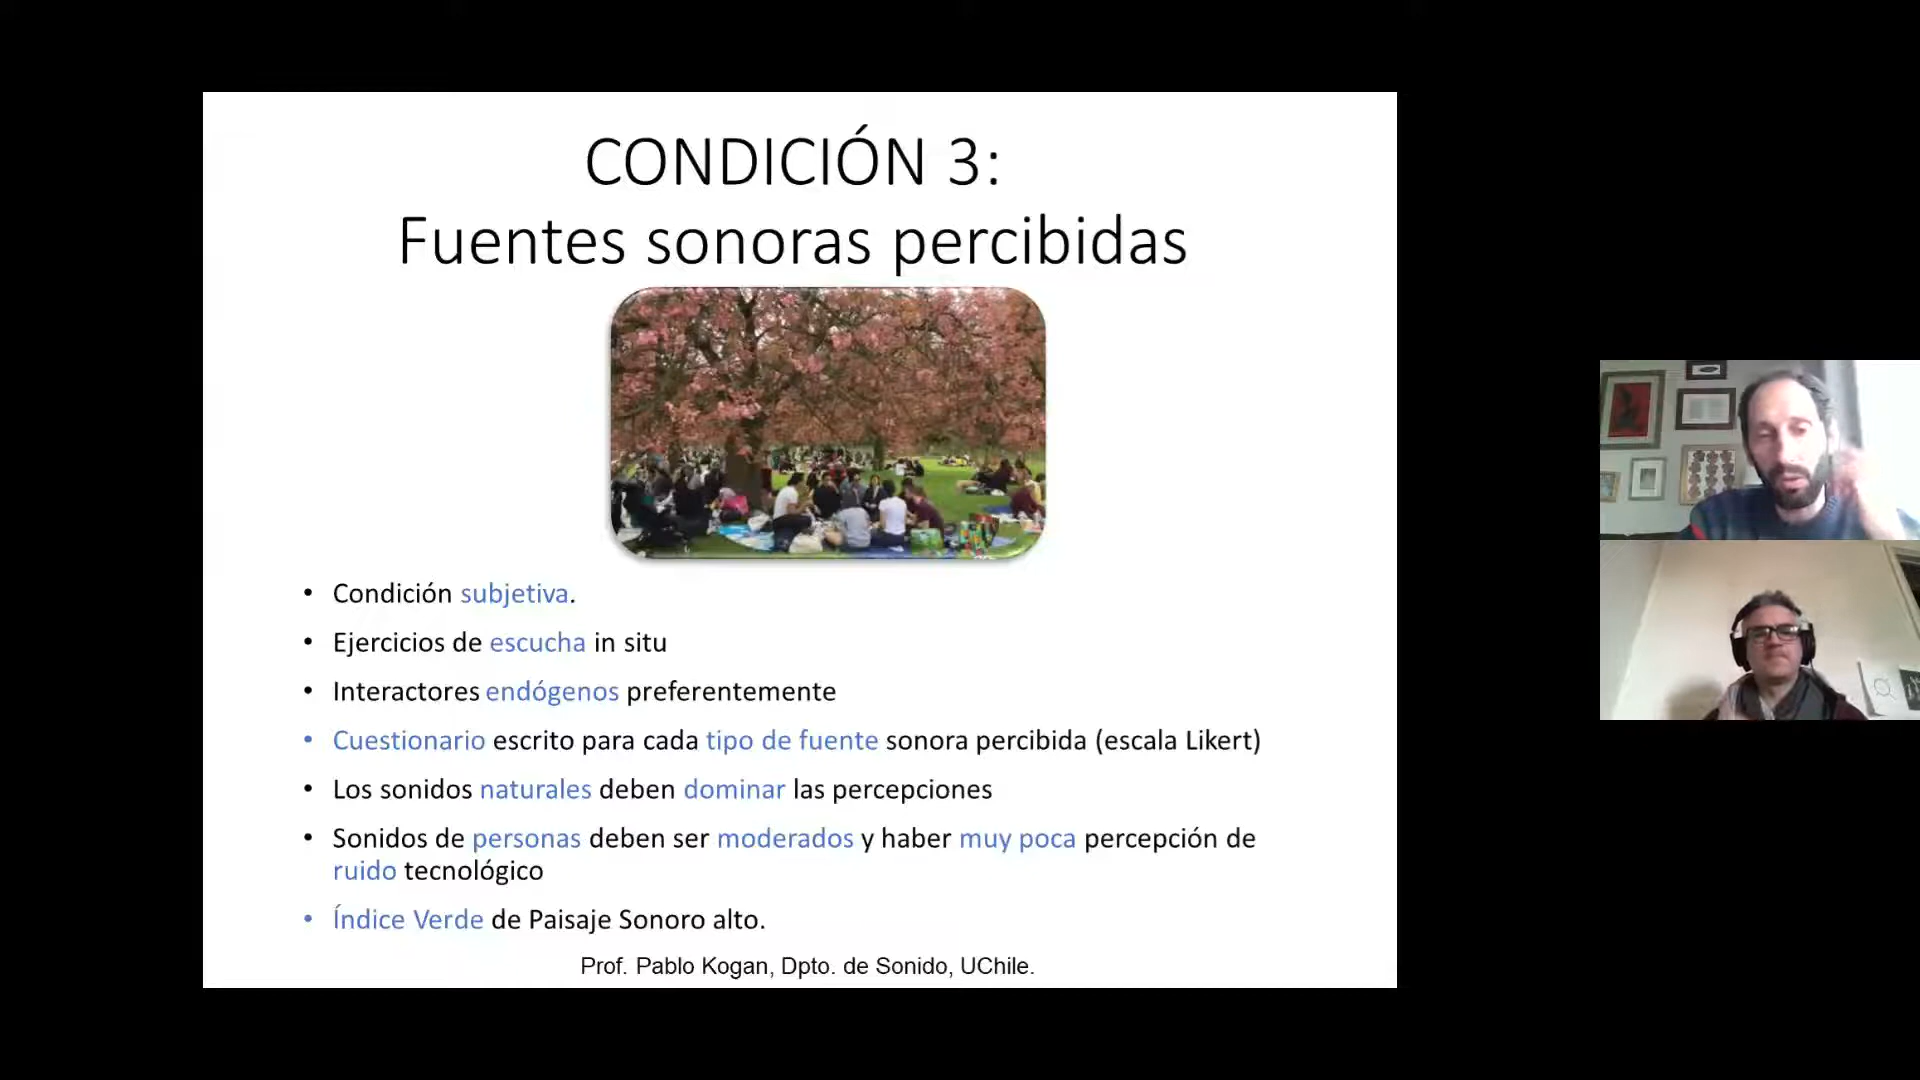 CONDICIÓN 3:
Fuentes sonoras percibidas
• Condición subjetiva.
• Ejercicios de escucha in situ
• Interactores endógenos preferentemente
• Cuestionario escrito para cada tipo de fuente sonora percibida (escala Likert)
• Los sonidos naturales deben dominar las percepciones
• Sonidos de personas deben ser moderados y haber muy poca percepción de
ruido tecnológico
• Índice Verde de Paisaje Sonoro alto.
Prof. Pablo Kogan, Dpto. de Sonido, UChile.